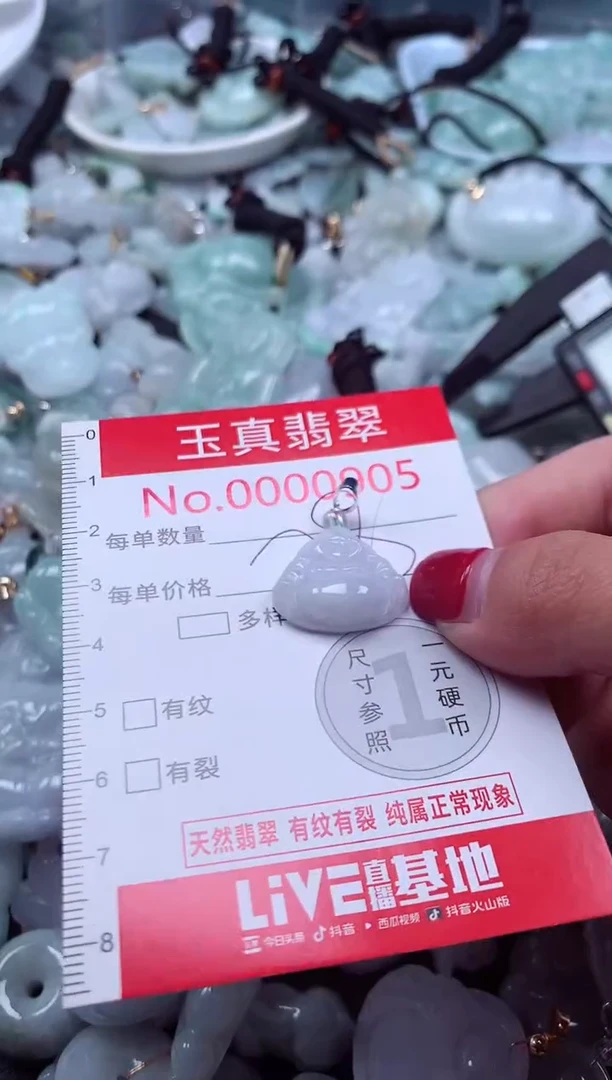 0
玉真翡翠
1
No.0000005
2
每单数量
3
每单价格
多样
4
尺寸参照
1
一元硬币
5
有纹
6
有裂
天然翡翠 有纹有裂 纯属正常现象
7
LiVE直播基地
8
今日头条 抖音 西瓜视频 抖音火山版